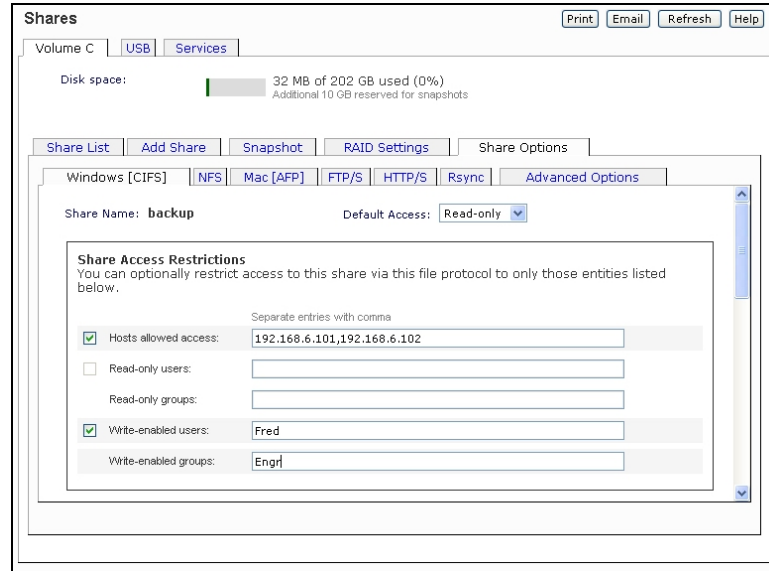 Shares
Print Email Refresh Help
Volume C USB Services
Disk space: 32 MB of 202 GB used (0%)
Additional 10 GB reserved for snapshots
Share List Add Share Snapshot RAID Settings Share Options
Windows [CIFS] NFS Mac [AFP] FTP/S HTTP/S Rsync Advanced Options
Share Name: backup Default Access: Read-only
Share Access Restrictions
You can optionally restrict access to this share via this file protocol to only those entities listed
below.
Separate entries with comma
Hosts allowed access: 192.168.6.101,192.168.6.102
Read-only users:
Read-only groups:
Write-enabled users: Fred
Write-enabled groups: Engr